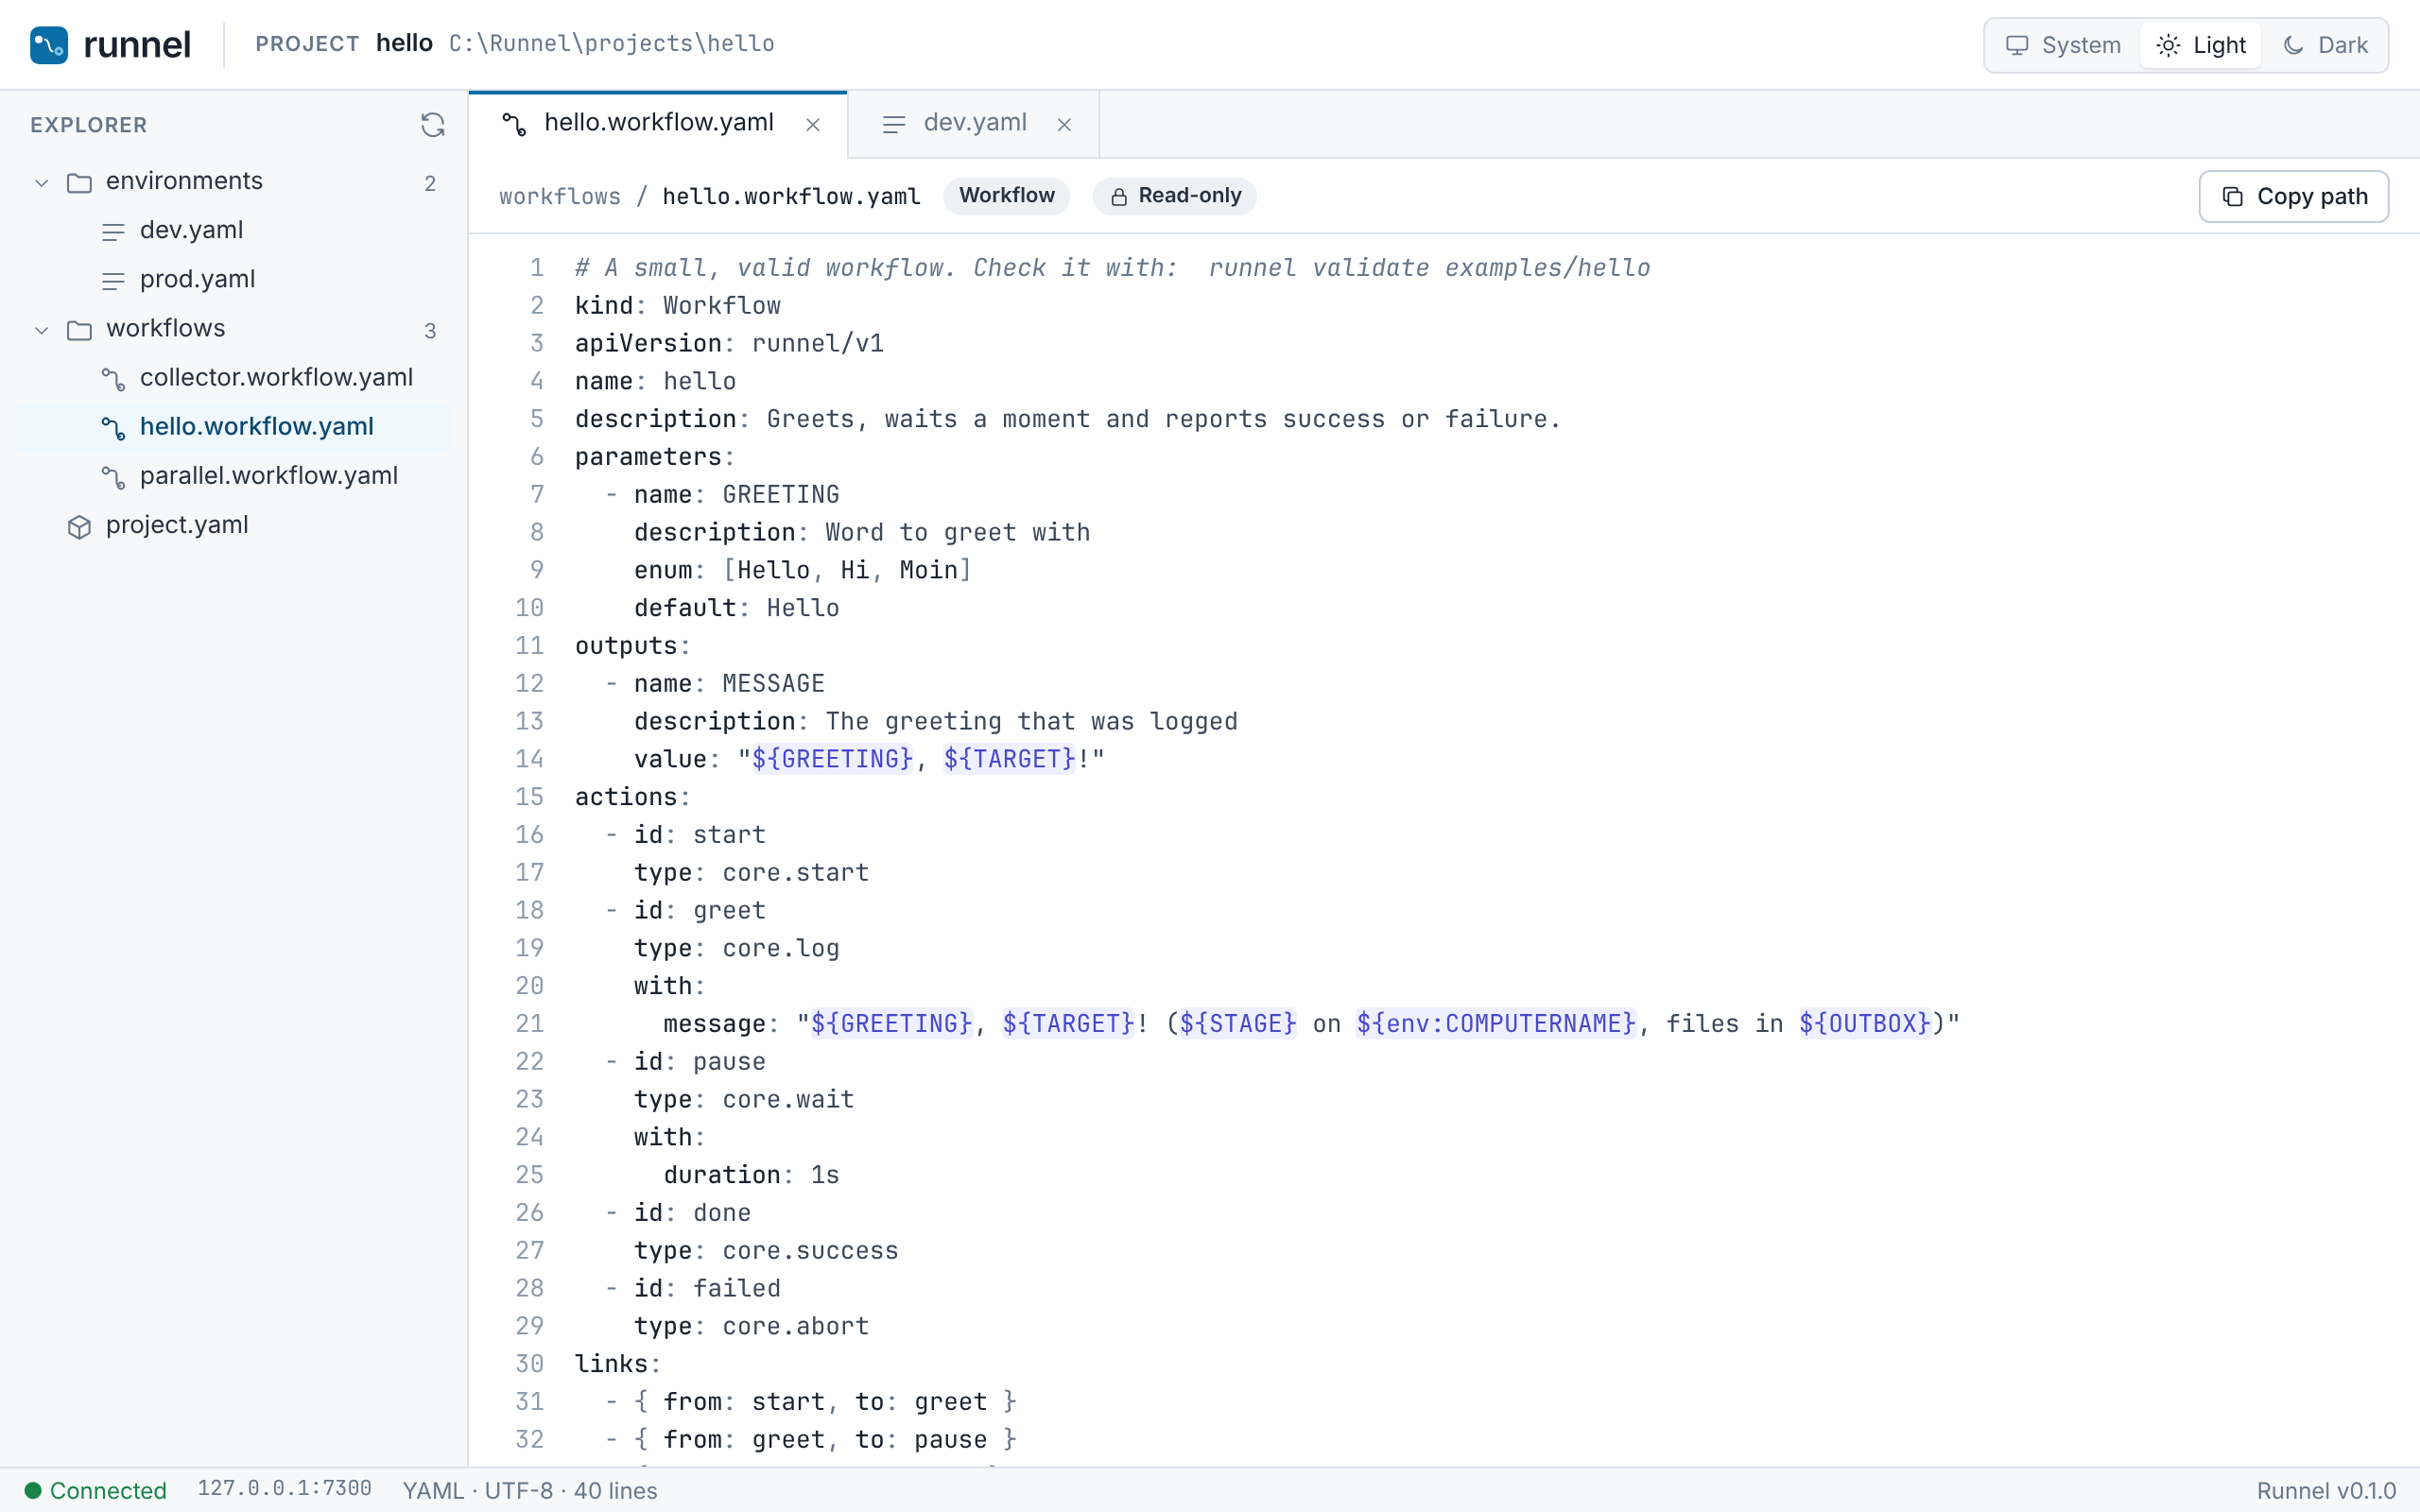 runnel PROJECT hello C:\Runnel\projects\hello System Light Dark
EXPLORER
environments 2
dev.yaml
prod.yaml
workflows 3
collector.workflow.yaml
hello.workflow.yaml
parallel.workflow.yaml
project.yaml
hello.workflow.yaml dev.yaml
workflows / hello.workflow.yaml Workflow Read-only Copy path
1 # A small, valid workflow. Check it with:  runnel validate examples/hello
2 kind: Workflow
3 apiVersion: runnel/v1
4 name: hello
5 description: Greets, waits a moment and reports success or failure.
6 parameters:
7   - name: GREETING
8     description: Word to greet with
9     enum: [Hello, Hi, Moin]
10     default: Hello
11 outputs:
12   - name: MESSAGE
13     description: The greeting that was logged
14     value: "${GREETING}, ${TARGET}!"
15 actions:
16   - id: start
17     type: core.start
18   - id: greet
19     type: core.log
20     with:
21       message: "${GREETING}, ${TARGET}! (${STAGE} on ${env:COMPUTERNAME}, files in ${OUTBOX})"
22   - id: pause
23     type: core.wait
24     with:
25       duration: 1s
26   - id: done
27     type: core.success
28   - id: failed
29     type: core.abort
30 links:
31   - { from: start, to: greet }
32   - { from: greet, to: pause }
Connected 127.0.0.1:7300 YAML · UTF-8 · 40 lines Runnel v0.1.0